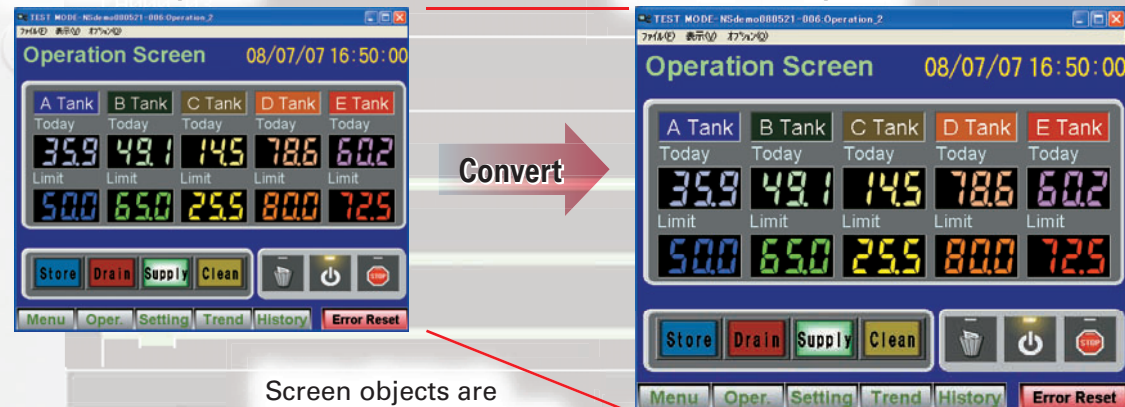 TEST MODE-NSdemo080521-006:Operation_2
ファイル(F) 表示(V) オプション(O)
Operation Screen 08/07/07 16:50:00
A Tank B Tank C Tank D Tank E Tank
Today Today Today Today Today
35.9 49.1 14.5 78.6 60.2
Limit Limit Limit Limit Limit
50.0 65.0 25.5 80.0 72.5
Store Drain Supply Clean STOP
Menu Oper. Setting Trend History Error Reset
Convert
TEST MODE-NSdemo080521-006:Operation_2
ファイル(F) 表示(V) オプション(O)
Operation Screen 08/07/07 16:50:00
A Tank B Tank C Tank D Tank E Tank
Today Today Today Today Today
35.9 49.1 14.5 78.6 60.2
Limit Limit Limit Limit Limit
50.0 65.0 25.5 80.0 72.5
Store Drain Supply Clean STOP
Menu Oper. Setting Trend History Error Reset
Screen objects are